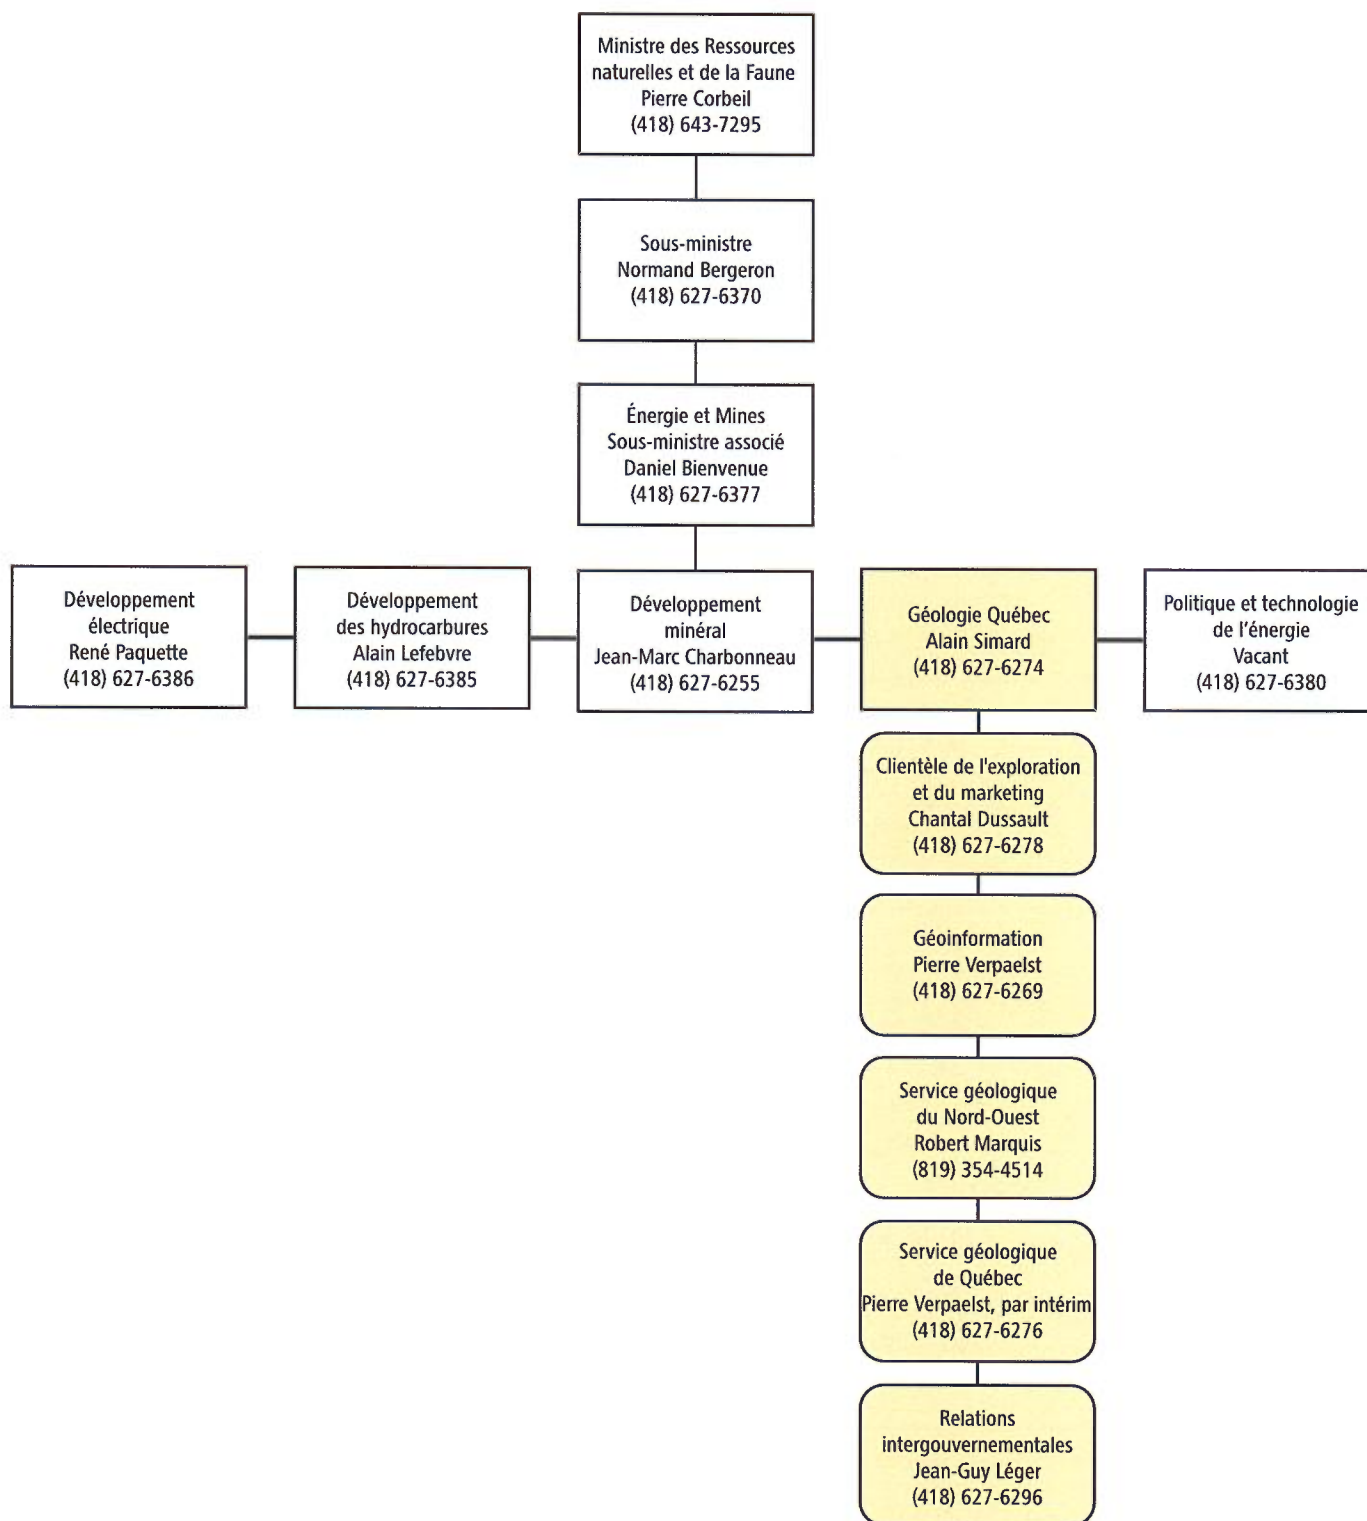 Ministre des Ressources
naturelles et de la Faune
Pierre Corbeil
(418) 643-7295
Sous-ministre
Normand Bergeron
(418) 627-6370
Énergie et Mines
Sous-ministre associé
Daniel Bienvenue
(418) 627-6377
Développement
électrique
René Paquette
(418) 627-6386
Développement
des hydrocarbures
Alain Lefebvre
(418) 627-6385
Développement
minéral
Jean-Marc Charbonneau
(418) 627-6255
Géologie Québec
Alain Simard
(418) 627-6274
Politique et technologie
de l'énergie
Vacant
(418) 627-6380
Clientèle de l'exploration
et du marketing
Chantal Dussault
(418) 627-6278
Géoinformation
Pierre Verpaelst
(418) 627-6269
Service géologique
du Nord-Ouest
Robert Marquis
(819) 354-4514
Service géologique
de Québec
Pierre Verpaelst, par intérim
(418) 627-6276
Relations
intergouvernementales
Jean-Guy Léger
(418) 627-6296